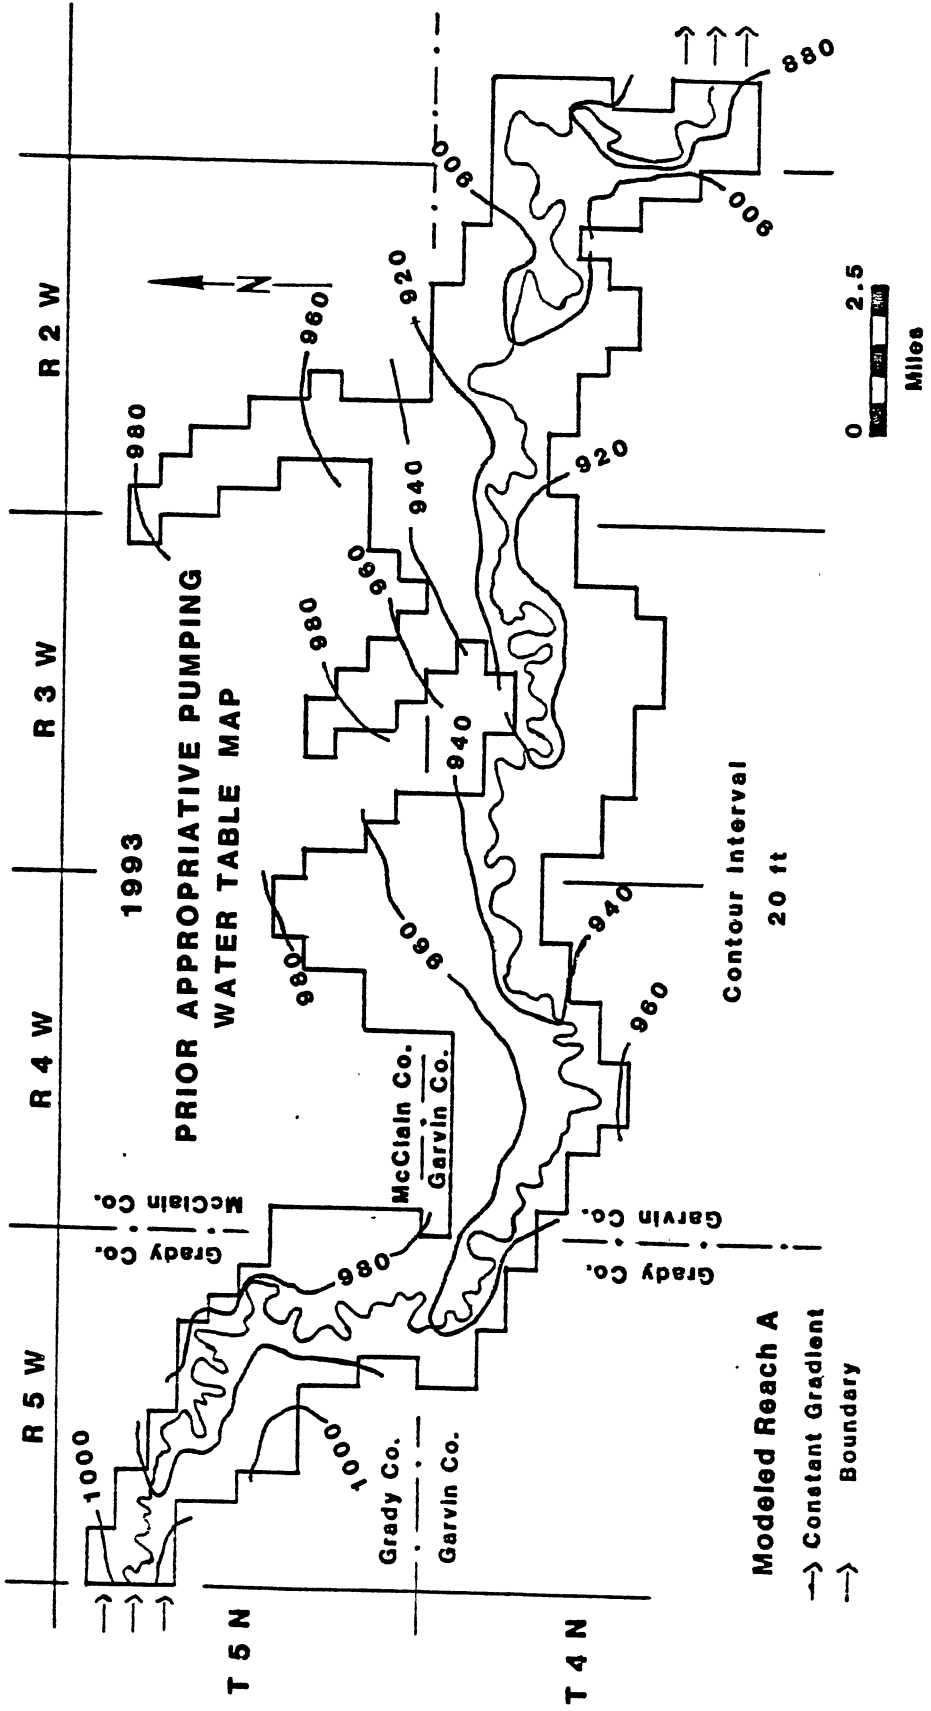 R 5 W
R 4 W
R 3 W
R 2 W
1993
PRIOR APPROPRIATIVE PUMPING
WATER TABLE MAP
N
T 5 N
T 4 N
1000
1000
980
980
980
980
960
960
960
960
940
940
940
920
920
900
900
880
Grady Co.
McClain Co.
McClain Co.
Garvin Co.
Grady Co.
Garvin Co.
Grady Co.
Garvin Co.
Modeled Reach A
Constant Gradient
Boundary
Contour Interval
20 ft
0 2.5
Miles